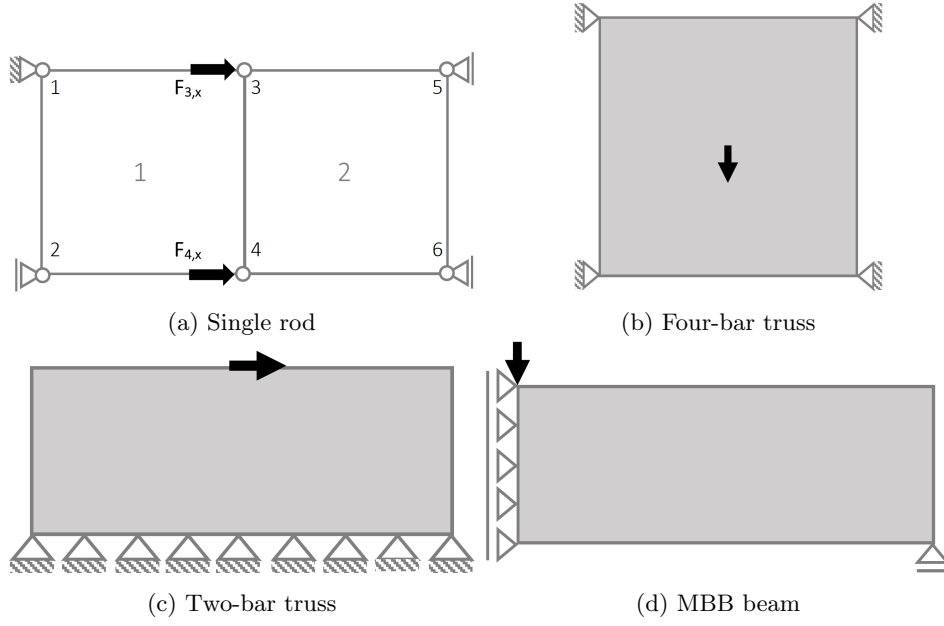 1
3
5
F3,x
1
2
2
4
6
F4,x
(a) Single rod
(b) Four-bar truss
(c) Two-bar truss
(d) MBB beam